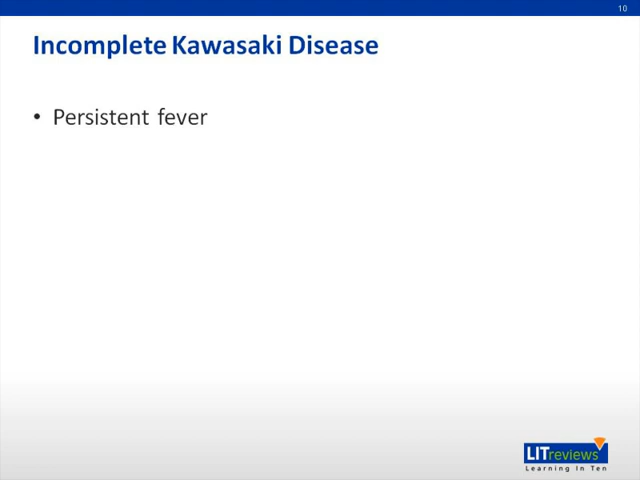 10
Incomplete Kawasaki Disease
• Persistent fever
LITreviews
Learning In Ten